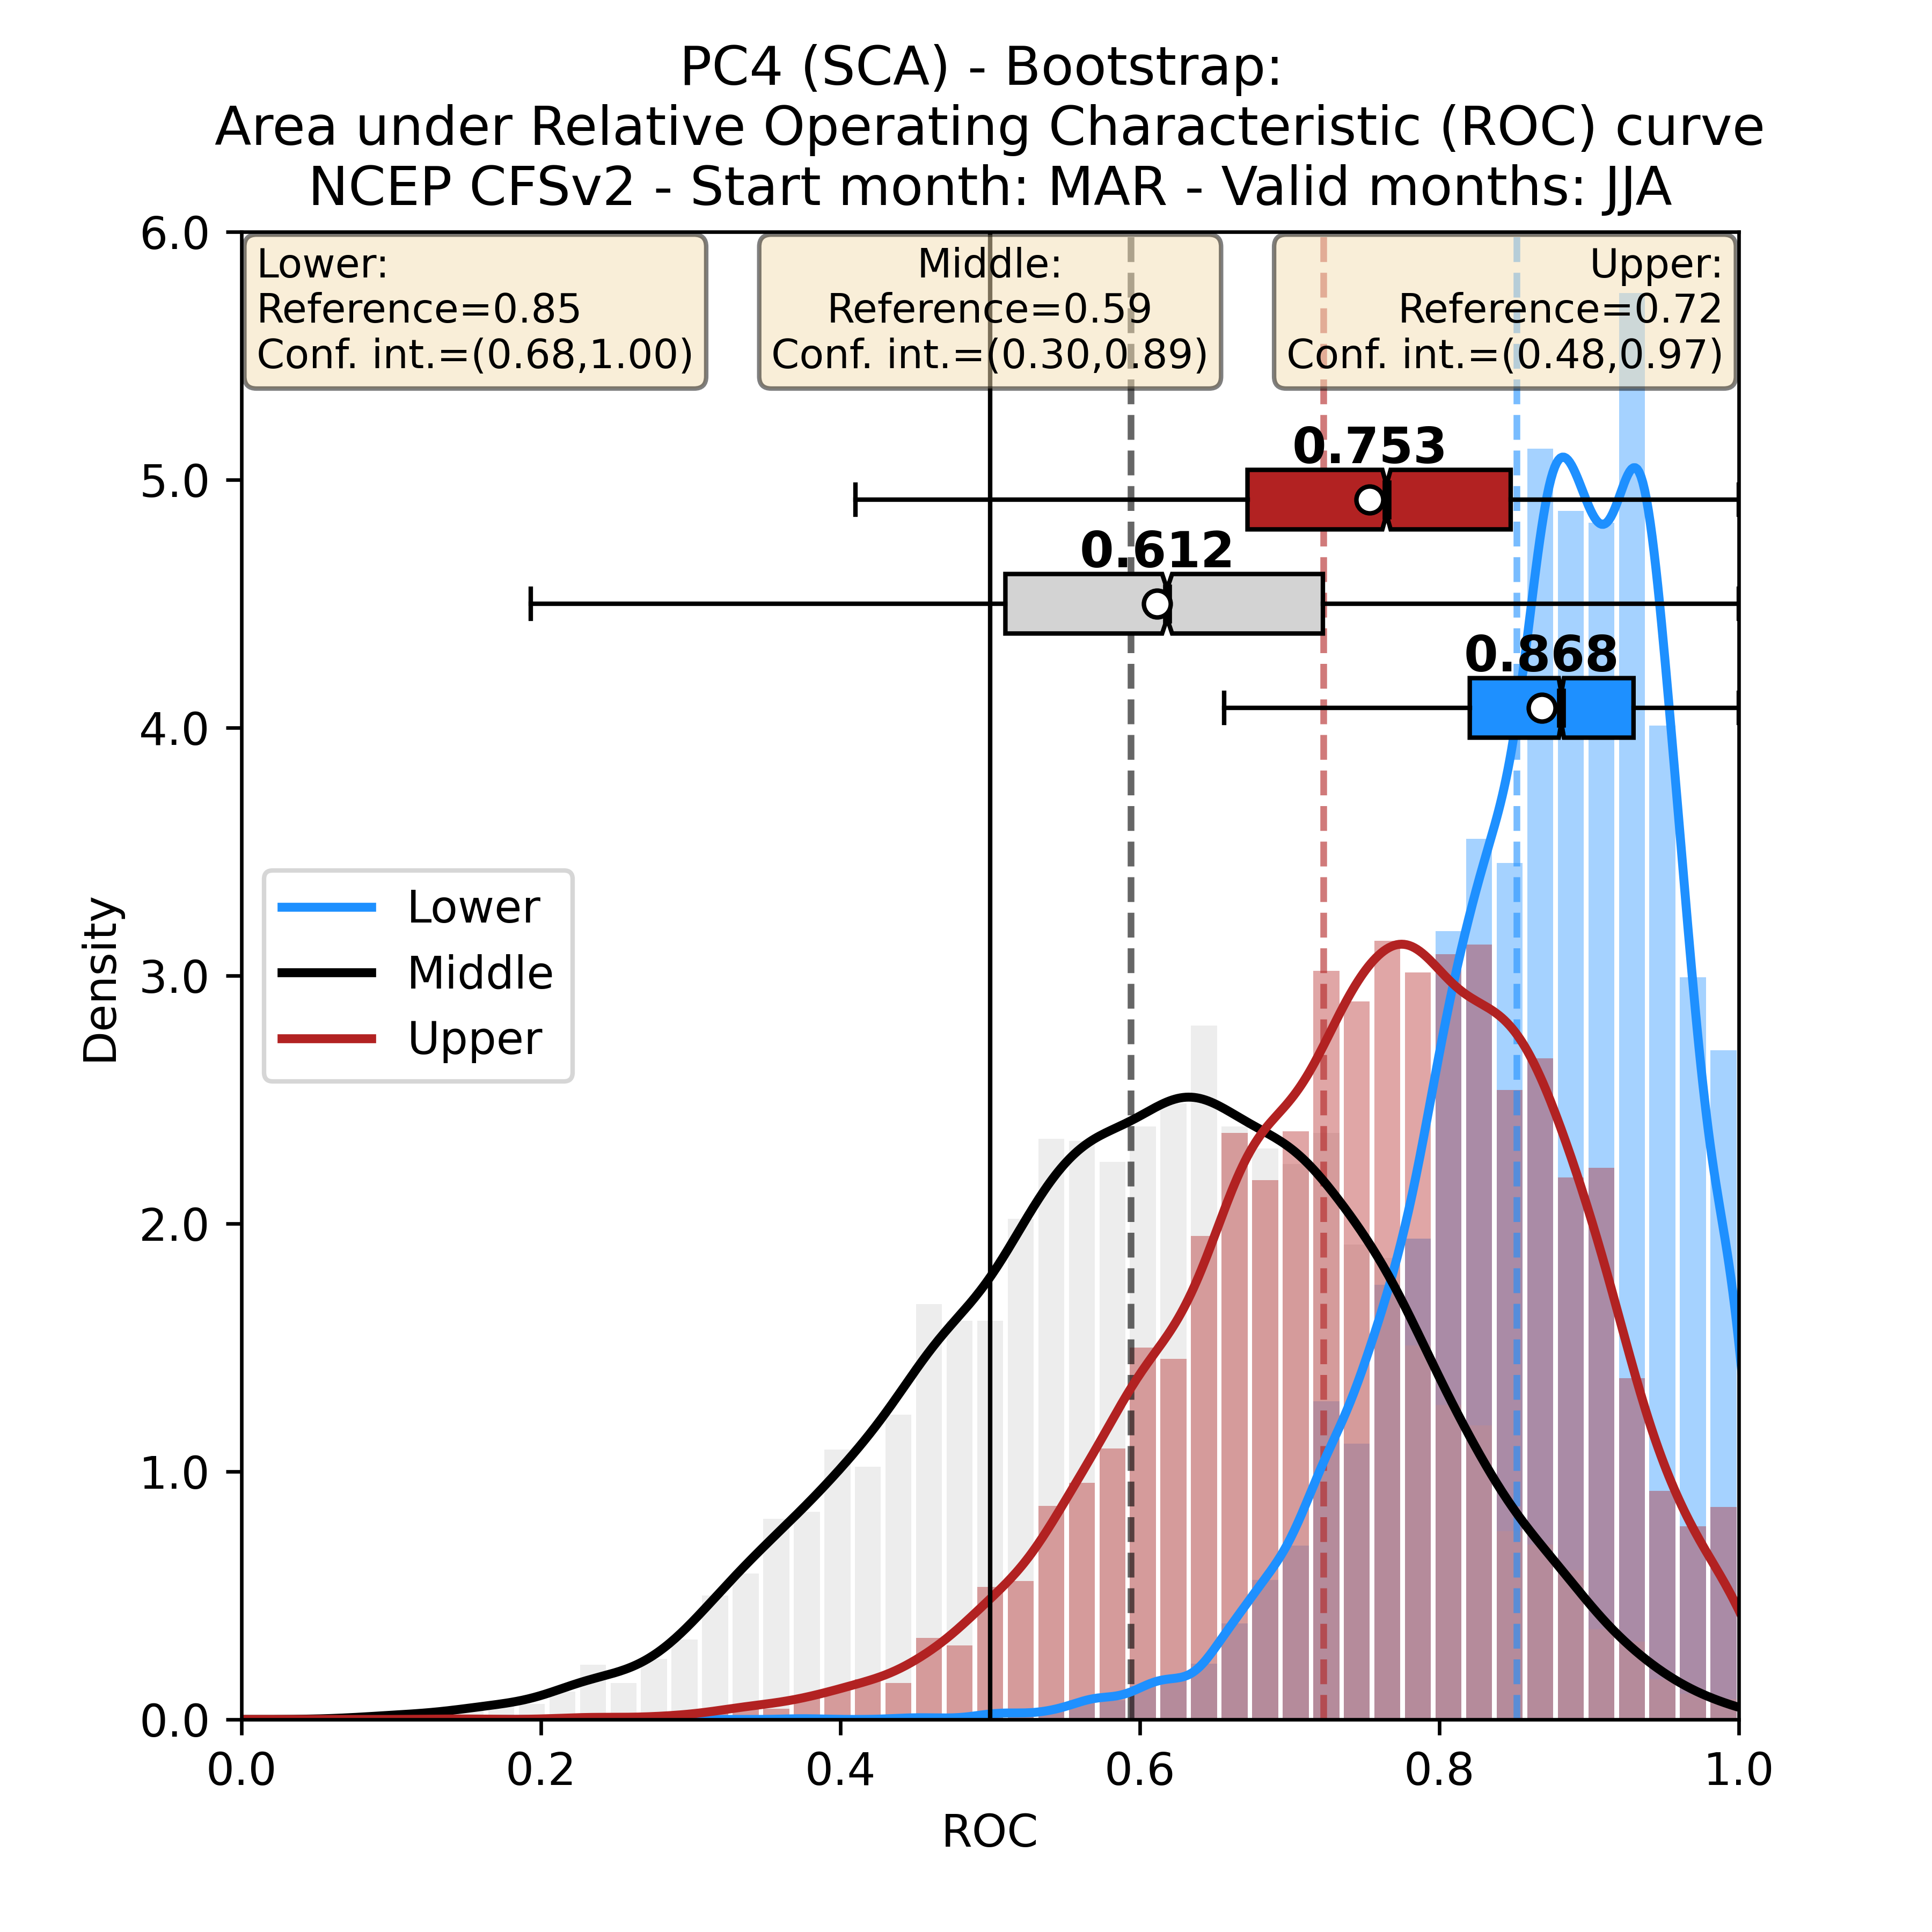 PC4 (SCA) - Bootstrap:
Area under Relative Operating Characteristic (ROC) curve
NCEP CFSv2 - Start month: MAR - Valid months: JJA
Lower:
Reference=0.85
Conf. int.=(0.68,1.00)
Middle:
Reference=0.59
Conf. int.=(0.30,0.89)
Upper:
Reference=0.72
Conf. int.=(0.48,0.97)
0.753
0.612
0.868
6.0
5.0
4.0
3.0
2.0
1.0
0.0
Density
Lower
Middle
Upper
0.0
0.2
0.4
0.6
0.8
1.0
ROC